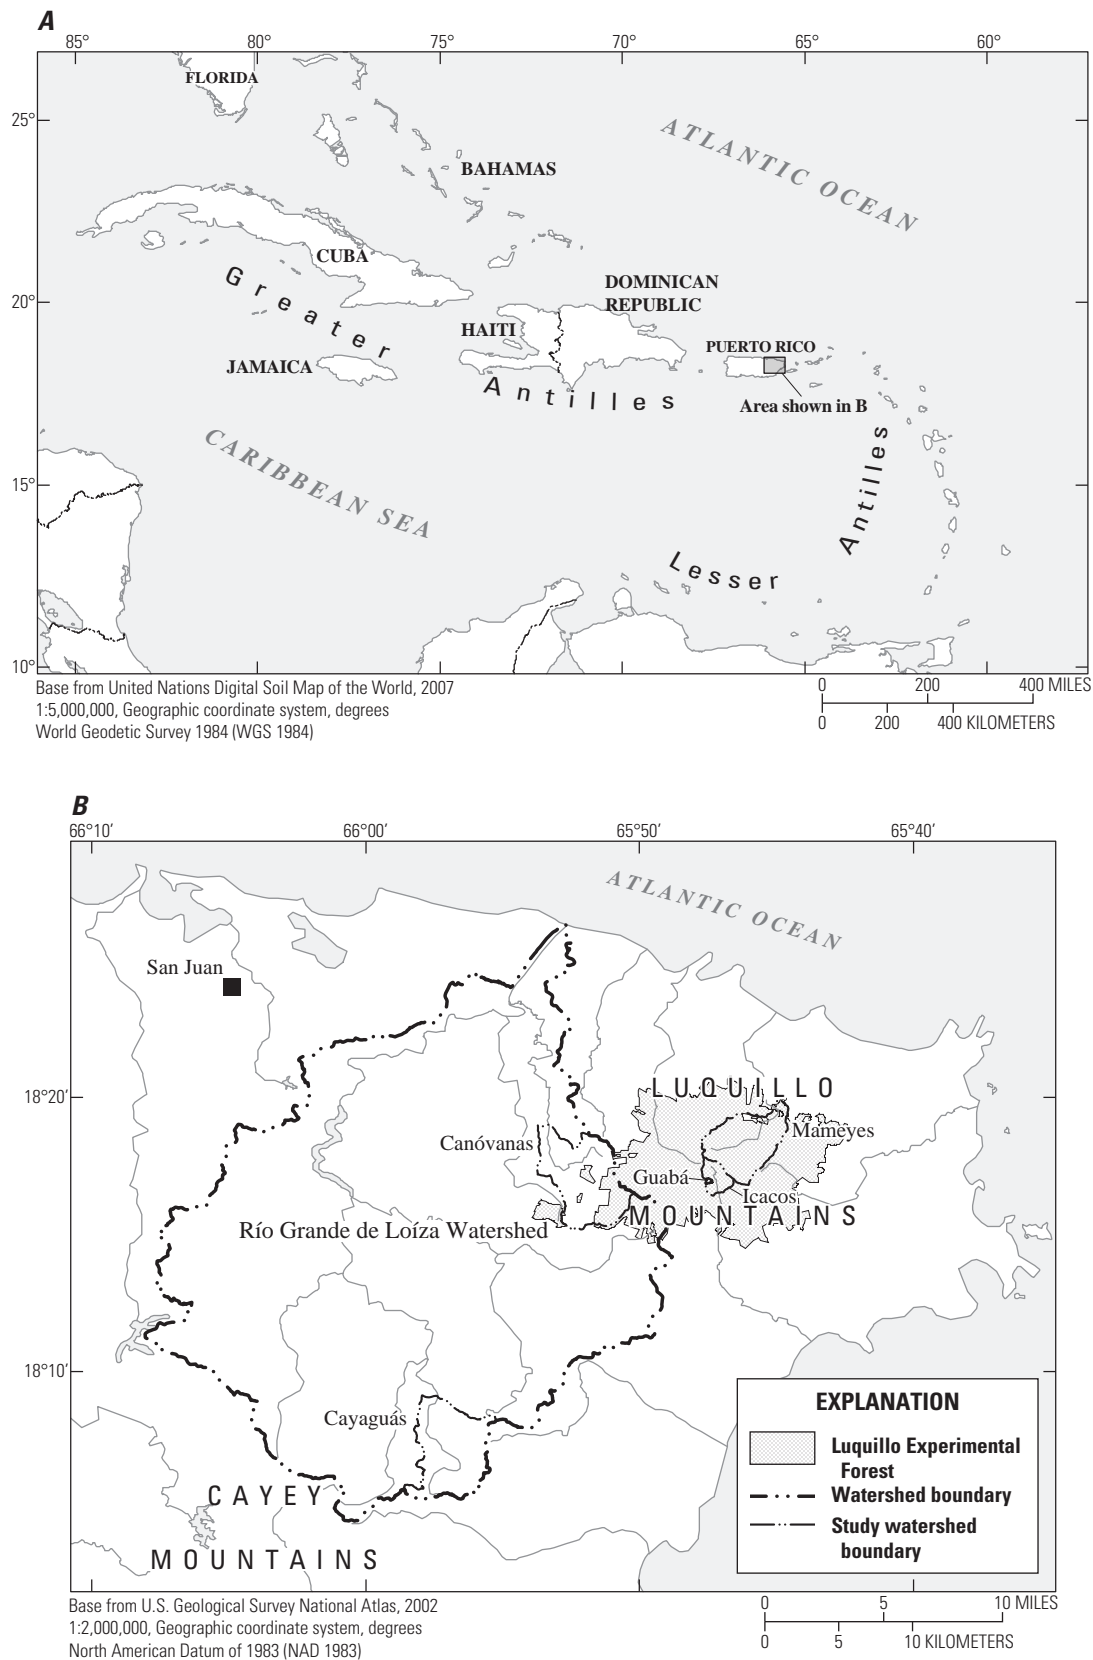 A
85° 80° 75° 70° 65° 60°
FLORIDA
25°
ATLANTIC OCEAN
BAHAMAS
CUBA
Greater
DOMINICAN
REPUBLIC
20°
HAITI
PUERTO RICO
JAMAICA
Antilles
Area shown in B
CARIBBEAN SEA
Antilles
15°
Lesser
10°
Base from United Nations Digital Soil Map of the World, 2007
1:5,000,000, Geographic coordinate system, degrees
World Geodetic Survey 1984 (WGS 1984)
0 200 400 MILES
0 200 400 KILOMETERS
B
66°10' 66°00' 65°50' 65°40'
ATLANTIC OCEAN
San Juan
18°20'
LUQUILLO
Mameyes
Canóvanas
Guabá
Icacos
MOUNTAINS
Río Grande de Loíza Watershed
18°10'
Cayaguás
CAYEY
MOUNTAINS
EXPLANATION
Luquillo Experimental
Forest
Watershed boundary
Study watershed
boundary
Base from U.S. Geological Survey National Atlas, 2002
1:2,000,000, Geographic coordinate system, degrees
North American Datum of 1983 (NAD 1983)
0 5 10 MILES
0 5 10 KILOMETERS